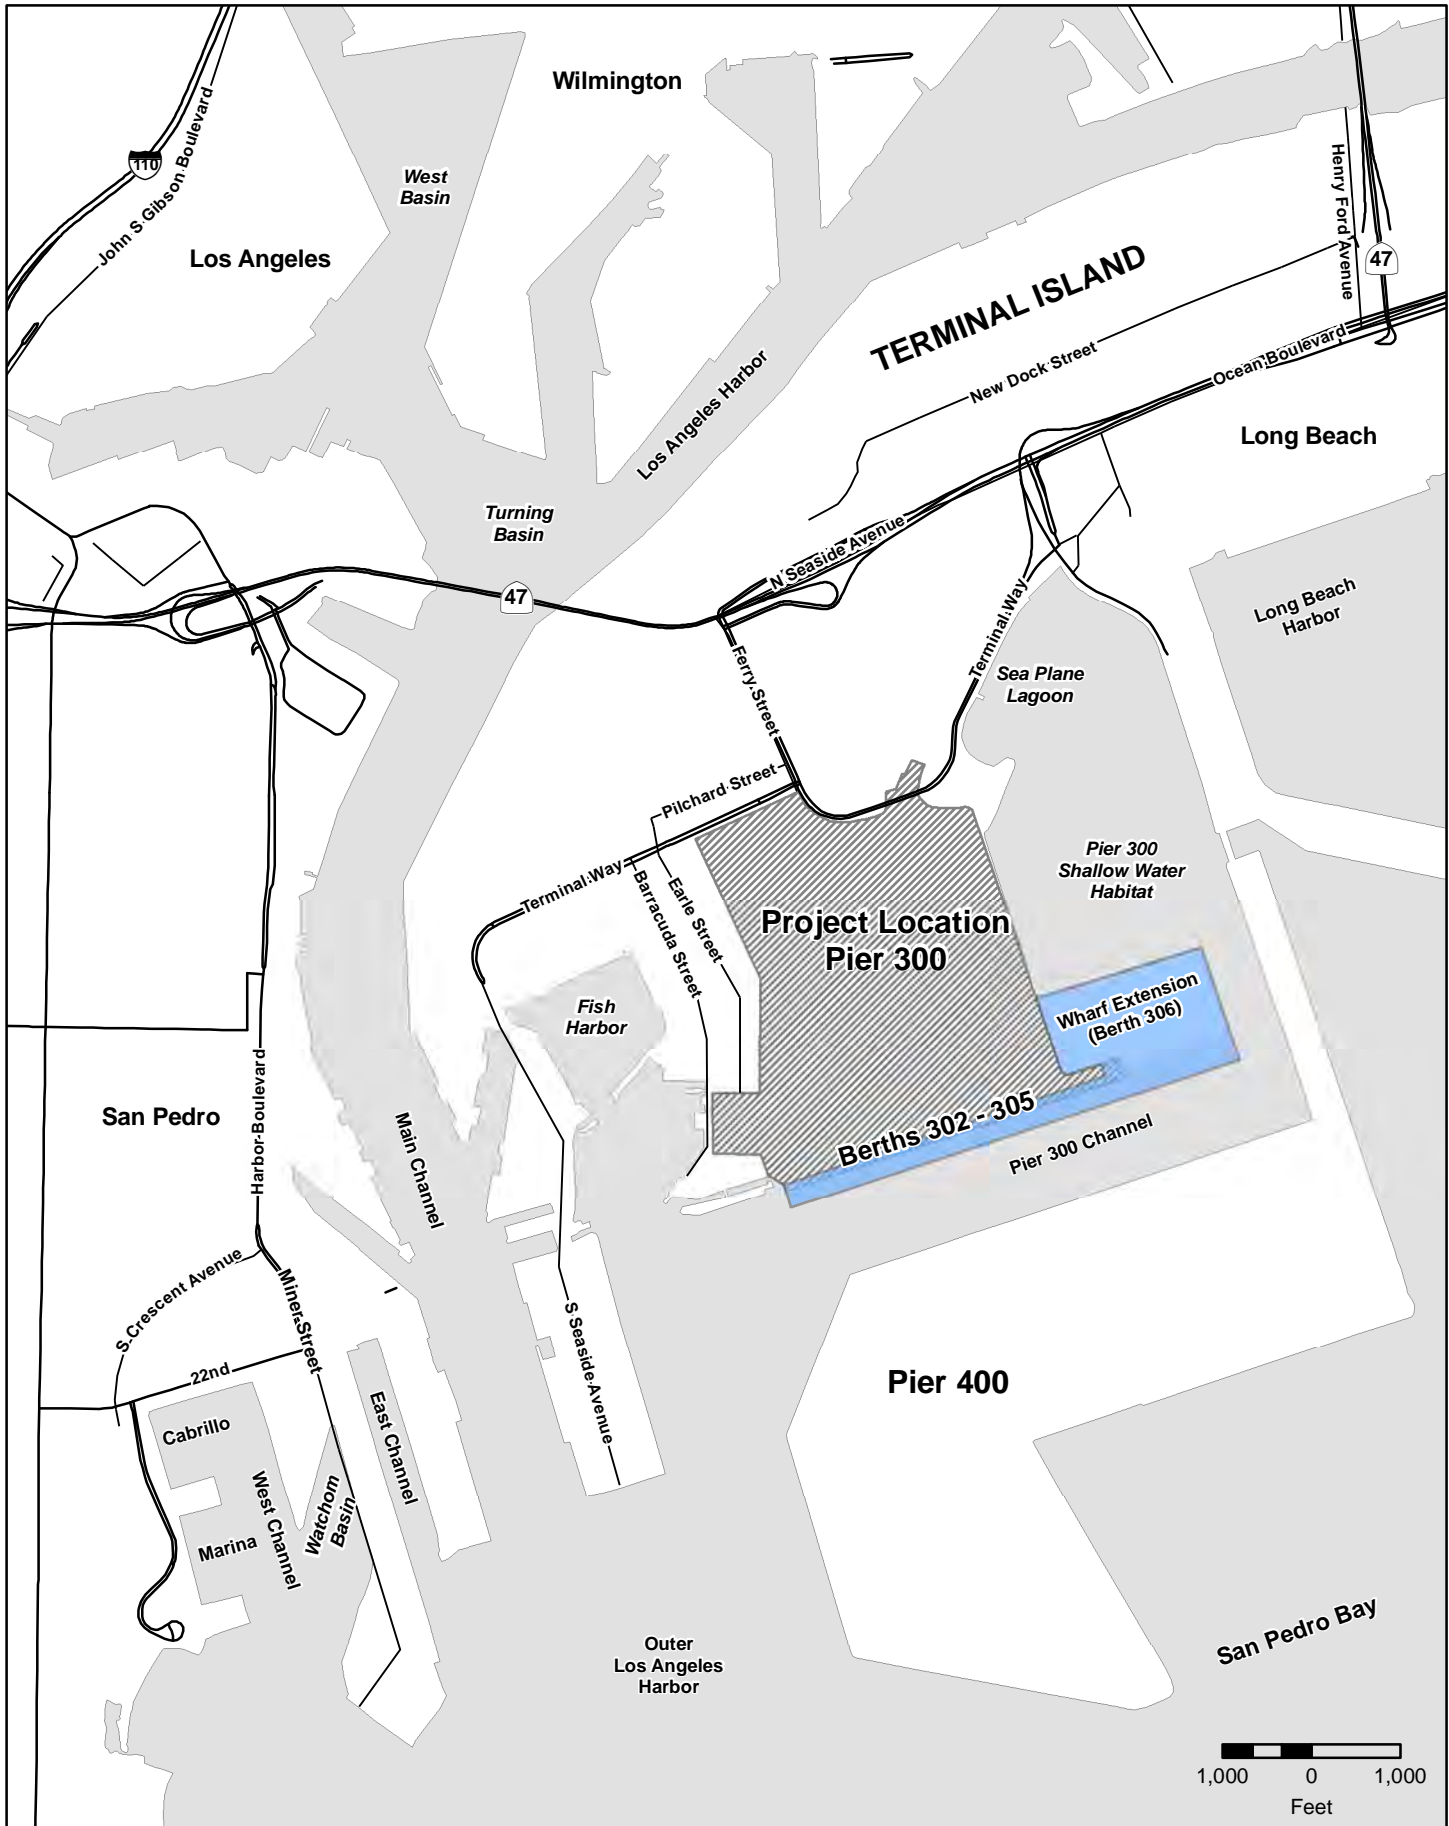 Wilmington
110
John S Gibson Boulevard
West
Basin
Henry Ford Avenue
Los Angeles
TERMINAL ISLAND
47
New Dock Street
Ocean Boulevard
Los Angeles Harbor
Long Beach
Turning
Basin
N Seaside Avenue
47
Long Beach
Harbor
Terminal Way
Ferry Street
Sea Plane
Lagoon
Pilchard Street
Pier 300
Shallow Water
Habitat
Terminal Way
Barracuda Street
Earle Street
Project Location
Pier 300
Fish
Harbor
Wharf Extension
(Berth 306)
Harbor Boulevard
San Pedro
Main Channel
Berths 302 - 305
Pier 300 Channel
S Crescent Avenue
Miner Street
S Seaside Avenue
22nd
Pier 400
Cabrillo
East Channel
West Channel
Watchorn
Basin
Marina
San Pedro Bay
Outer
Los Angeles
Harbor
1,000 0 1,000
Feet